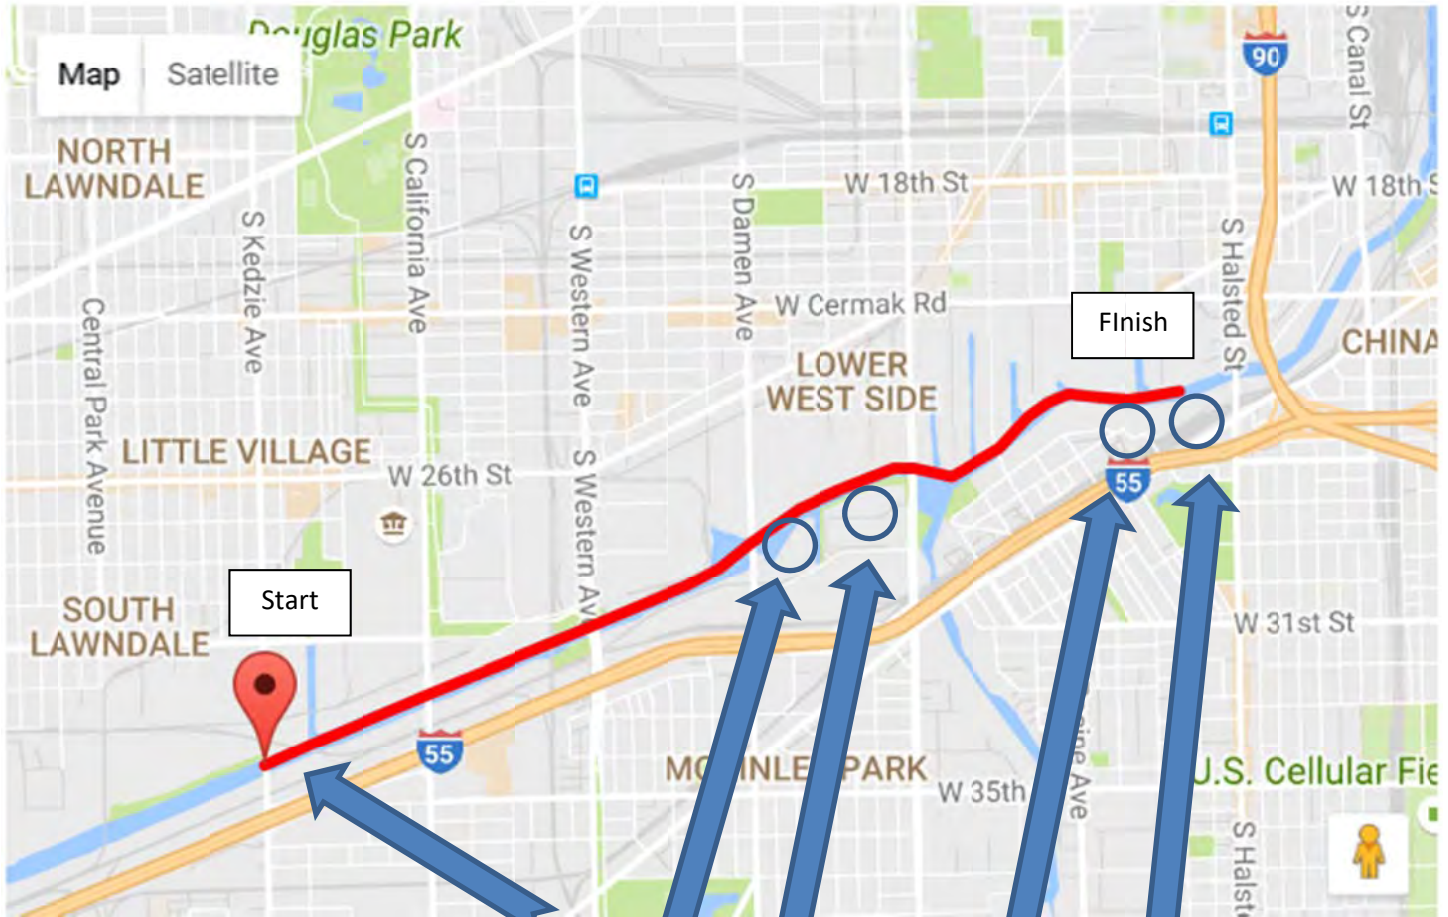 Douglas Park
Map
Satellite
90
S Canal St
NORTH
LAWNDALE
S California Ave
W 18th St
W 18th S
S Damen Ave
S Kedzie Ave
S Western Ave
S Halsted St
Central Park Avenue
W Cermak Rd
FInish
CHINA
LOWER
WEST SIDE
LITTLE VILLAGE
W 26th St
S Western Av
55
SOUTH
LAWNDALE
Start
W 31st St
55
PARK
W 35th
U.S. Cellular Fie
Ave
S Halst